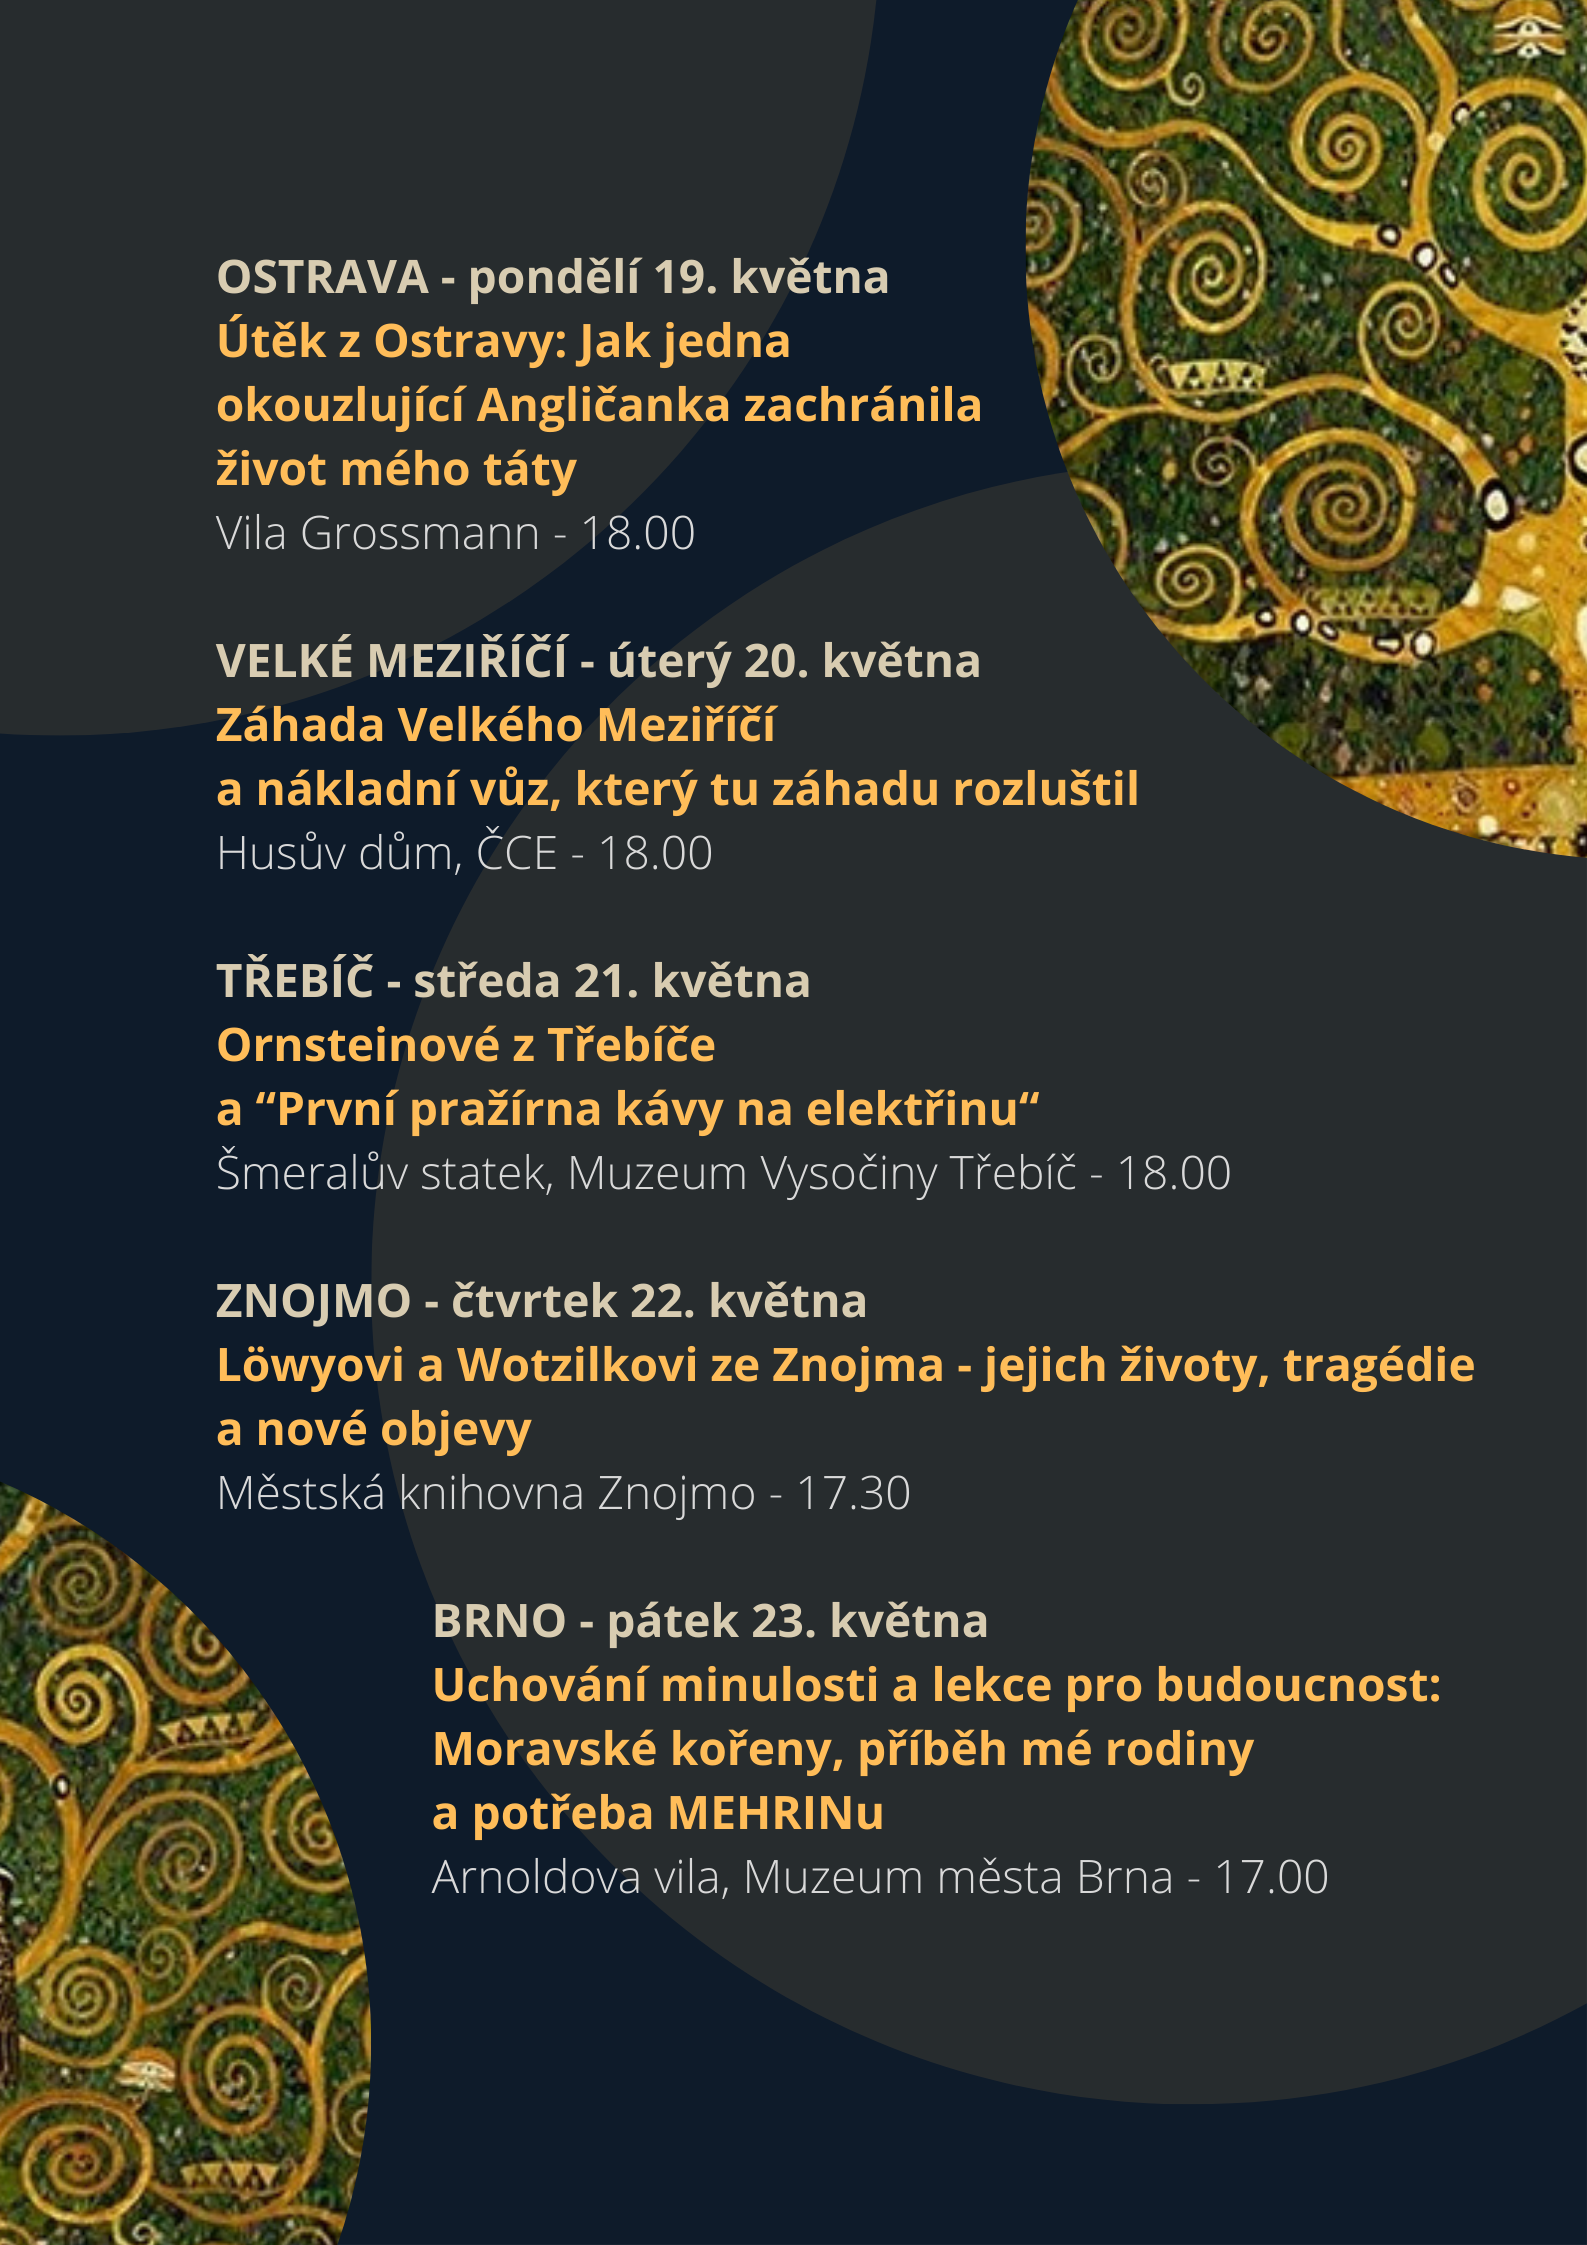 OSTRAVA - pondělí 19. května
Útěk z Ostravy: Jak jedna
okouzlující Angličanka zachránila
život mého táty
Vila Grossmann - 18.00
VELKÉ MEZIŘÍČÍ - úterý 20. května
Záhada Velkého Meziříčí
a nákladní vůz, který tu záhadu rozluštil
Husův dům, ČCE - 18.00
TŘEBÍČ - středa 21. května
Ornsteinové z Třebíče
a “První pražírna kávy na elektřinu“
Šmeralův statek, Muzeum Vysočiny Třebíč - 18.00
ZNOJMO - čtvrtek 22. května
Löwyovi a Wotzilkovi ze Znojma - jejich životy, tragédie
a nové objevy
Městská knihovna Znojmo - 17.30
BRNO - pátek 23. května
Uchování minulosti a lekce pro budoucnost:
Moravské kořeny, příběh mé rodiny
a potřeba MEHRINu
Arnoldova vila, Muzeum města Brna - 17.00